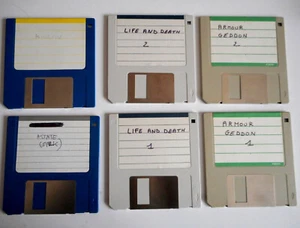 LIFE AND DEATH
2
ARMOUR
GEDDON
2
LIFE AND DEATH
1
ARMOUR
GEDDON
1